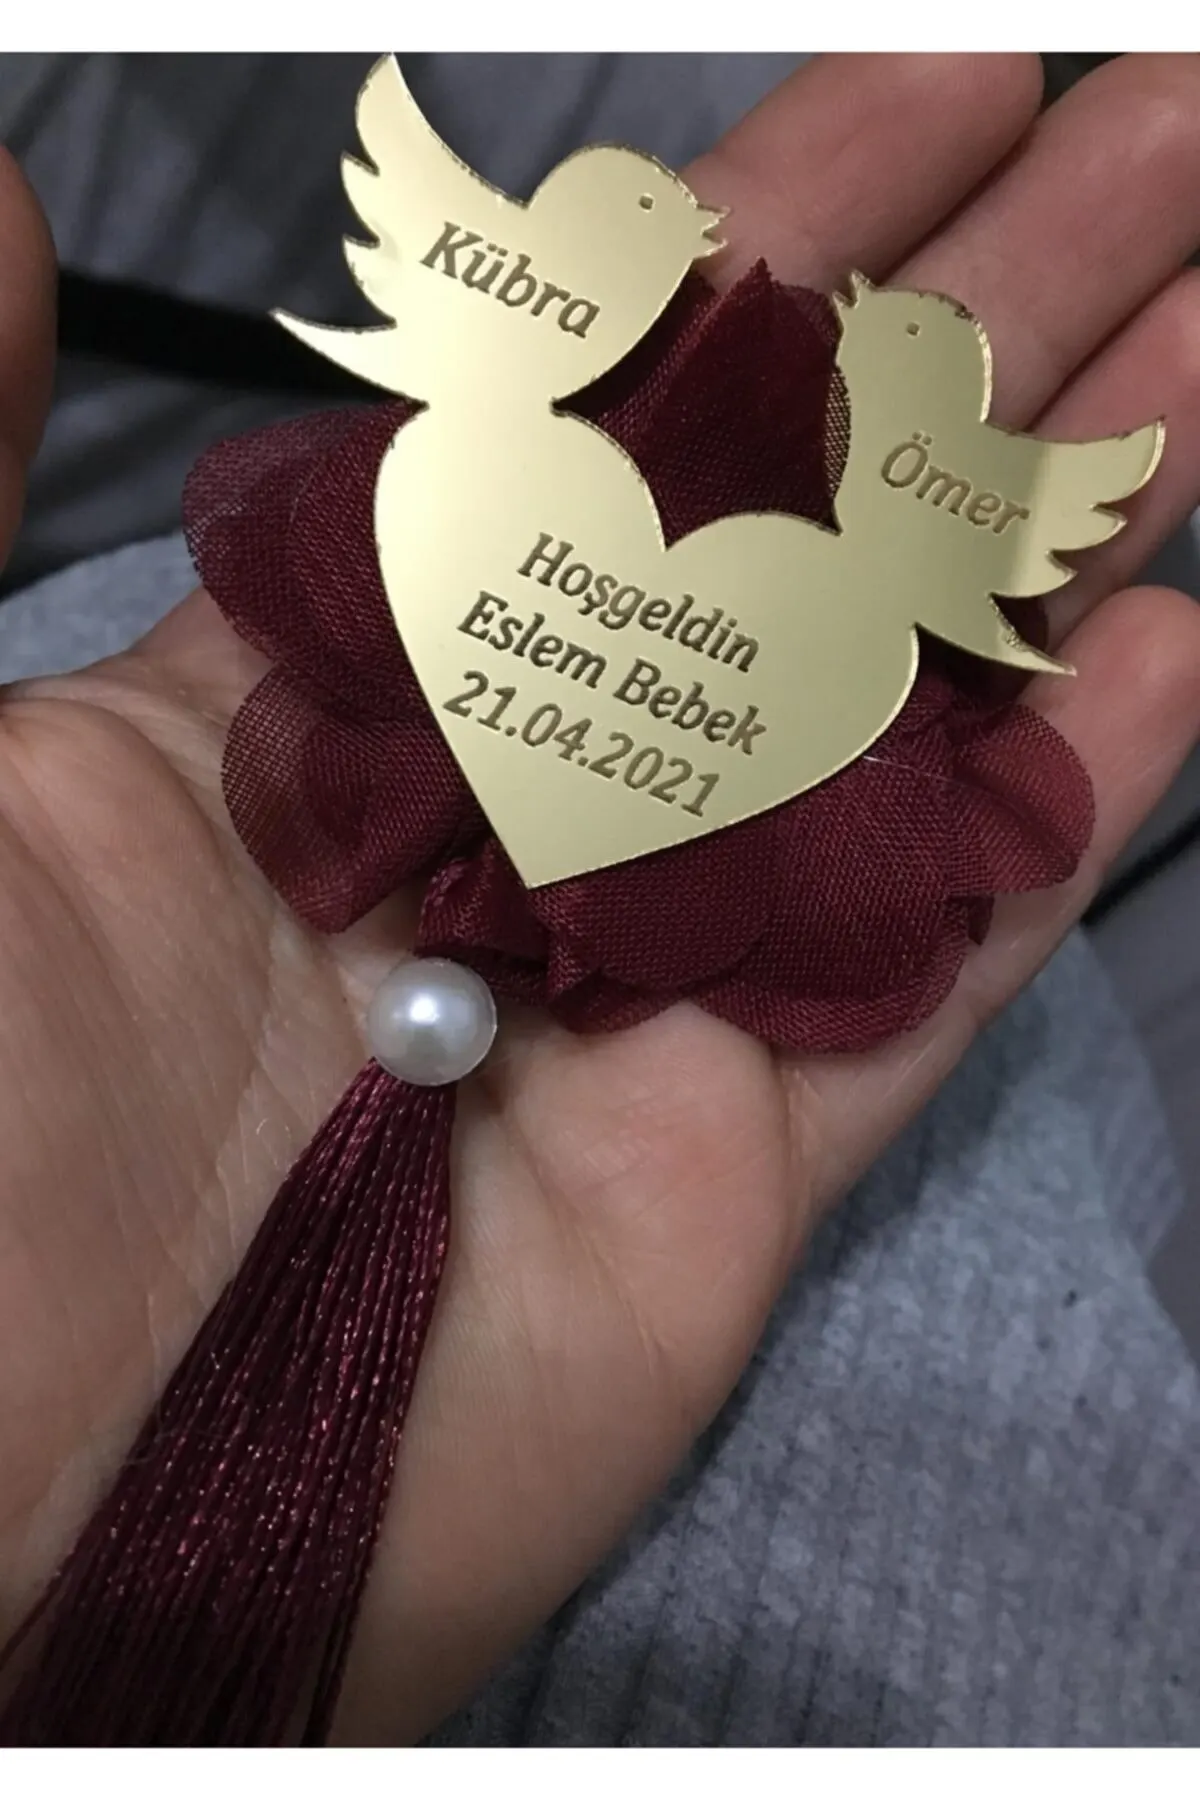 Kübra
Ömer
Hoşgeldin
Eslem Bebek
21.04.2021